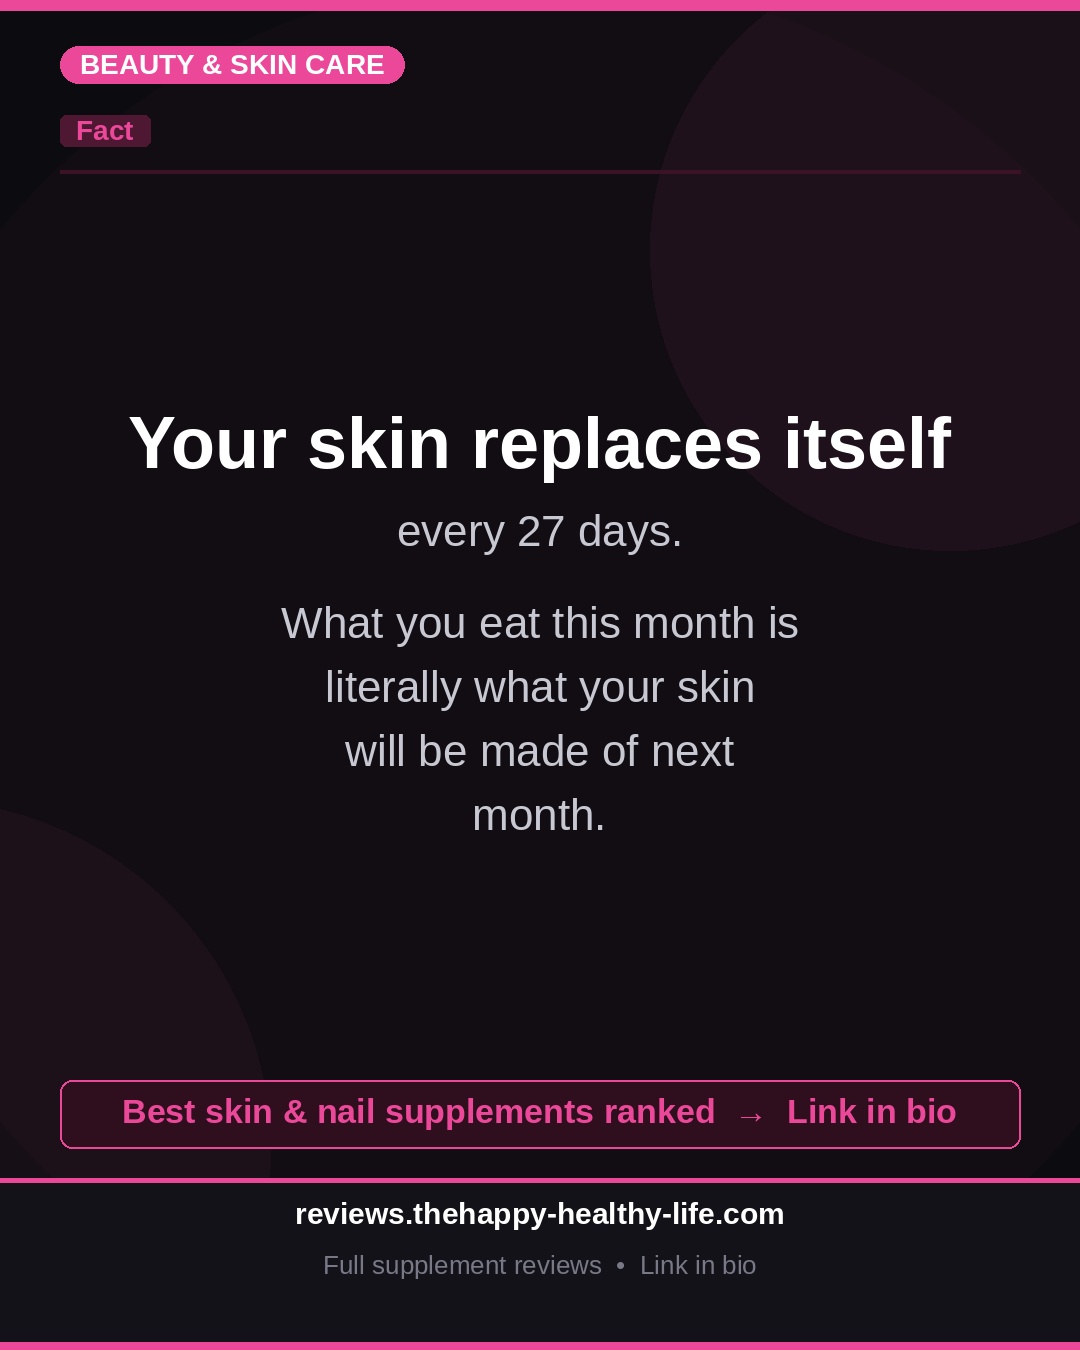 BEAUTY & SKIN CARE
Fact
Your skin replaces itself
every 27 days.
What you eat this month is
literally what your skin
will be made of next
month.
Best skin & nail supplements ranked → Link in bio
reviews.thehappy-healthy-life.com
Full supplement reviews • Link in bio